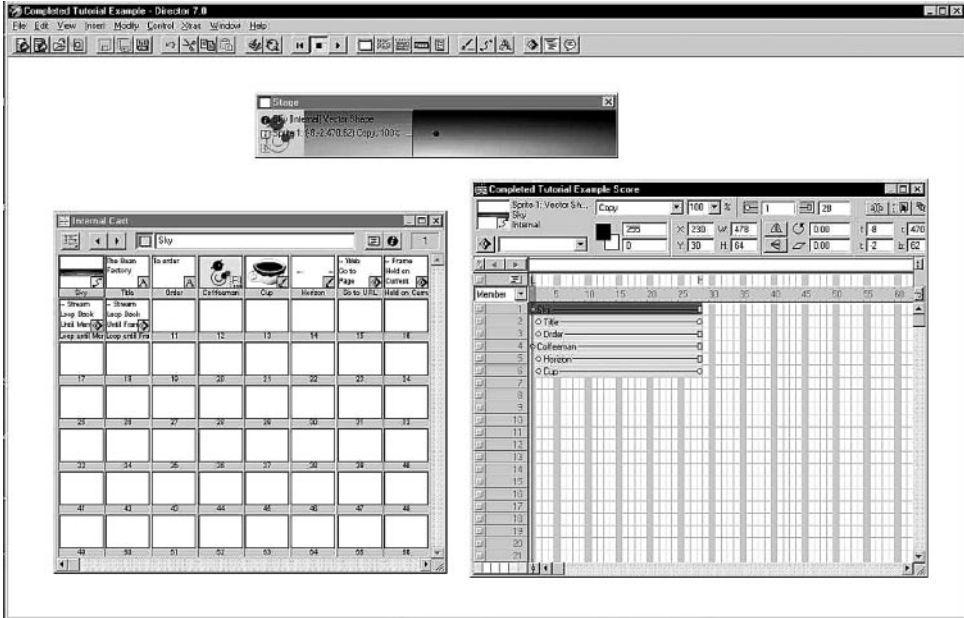 Completed Tutorial Example - Director 7.0
File Edit View Insert Modify Control Xtras Window Help
Stage
Sky [Internal] Vector Shape
Sprite 1: (-8,-2,470,62) Copy, 100%
Internal Cast
Sky 1
The Bean Factory
To order
- Web Go to Page
- Frame Hold on Current
Sky Title Order Coffeeman Cup Horizon Go to URL Hold on Curre
- Stream Loop Back Until Mem
- Stream Loop Back Until Fram
Loop until Mer Loop until Fra 11 12 13 14 15 16
17 18 19 20 21 22 23 24
25 26 27 28 29 30 31 32
33 34 35 36 37 38 39 40
41 42 43 44 45 46 47 48
49 50 51 52 53 54 55 56
Completed Tutorial Example Score
Sprite 1: Vector Sh...
Sky
Internal
Copy 100 % 1 28
255 X: 230 W: 478 0.00 l: -8 r: 470
0 Y: 30 H: 64 0.00 t: -2 b: 62
Member 5 10 15 20 25 30 35 40 45 50 55 60
1 Sky
2 Title
3 Order
4 Coffeeman
5 Horizon
6 Cup
7
8
9
10
11
12
13
14
15
16
17
18
19
20
21